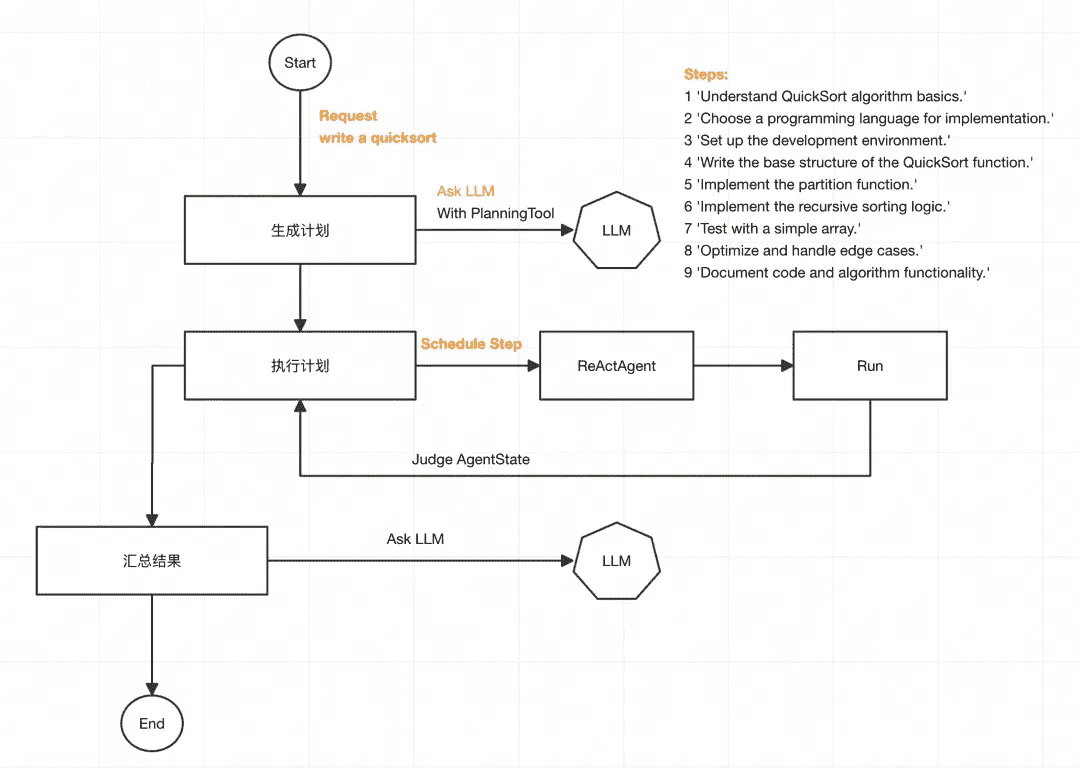 Start
Request
write a quicksort
Steps:
1 'Understand QuickSort algorithm basics.'
2 'Choose a programming language for implementation.'
3 'Set up the development environment.'
4 'Write the base structure of the QuickSort function.'
5 'Implement the partition function.'
6 'Implement the recursive sorting logic.'
7 'Test with a simple array.'
8 'Optimize and handle edge cases.'
9 'Document code and algorithm functionality.'
生成计划
Ask LLM
With PlanningTool
LLM
执行计划
Schedule Step
ReActAgent
Run
Judge AgentState
汇总结果
Ask LLM
LLM
End